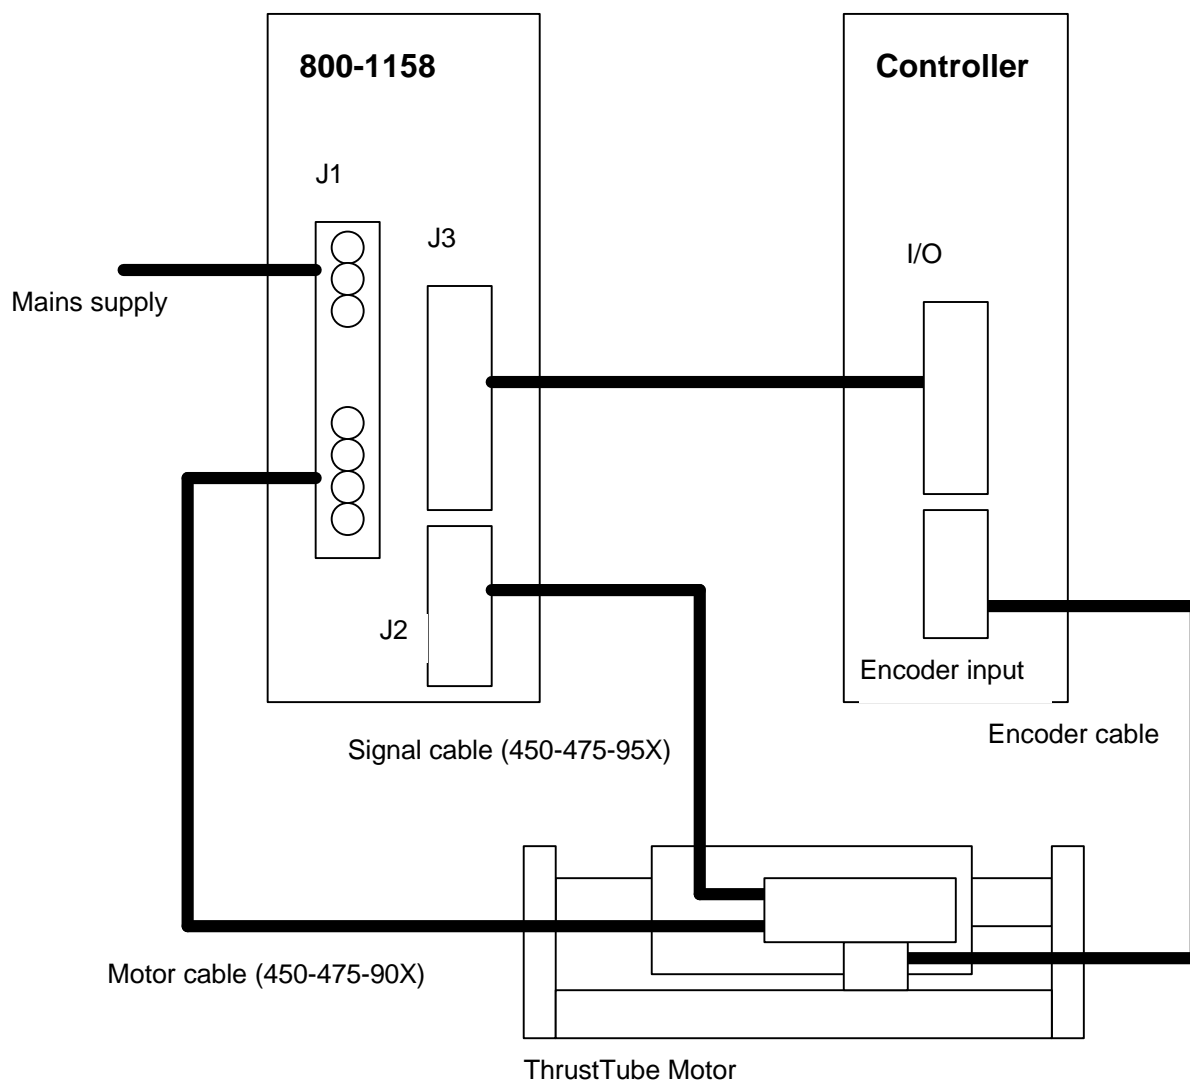 800-1158
Controller
J1
J3
I/O
Mains supply
J2
Encoder input
Encoder cable
Signal cable (450-475-95X)
Motor cable (450-475-90X)
ThrustTube Motor